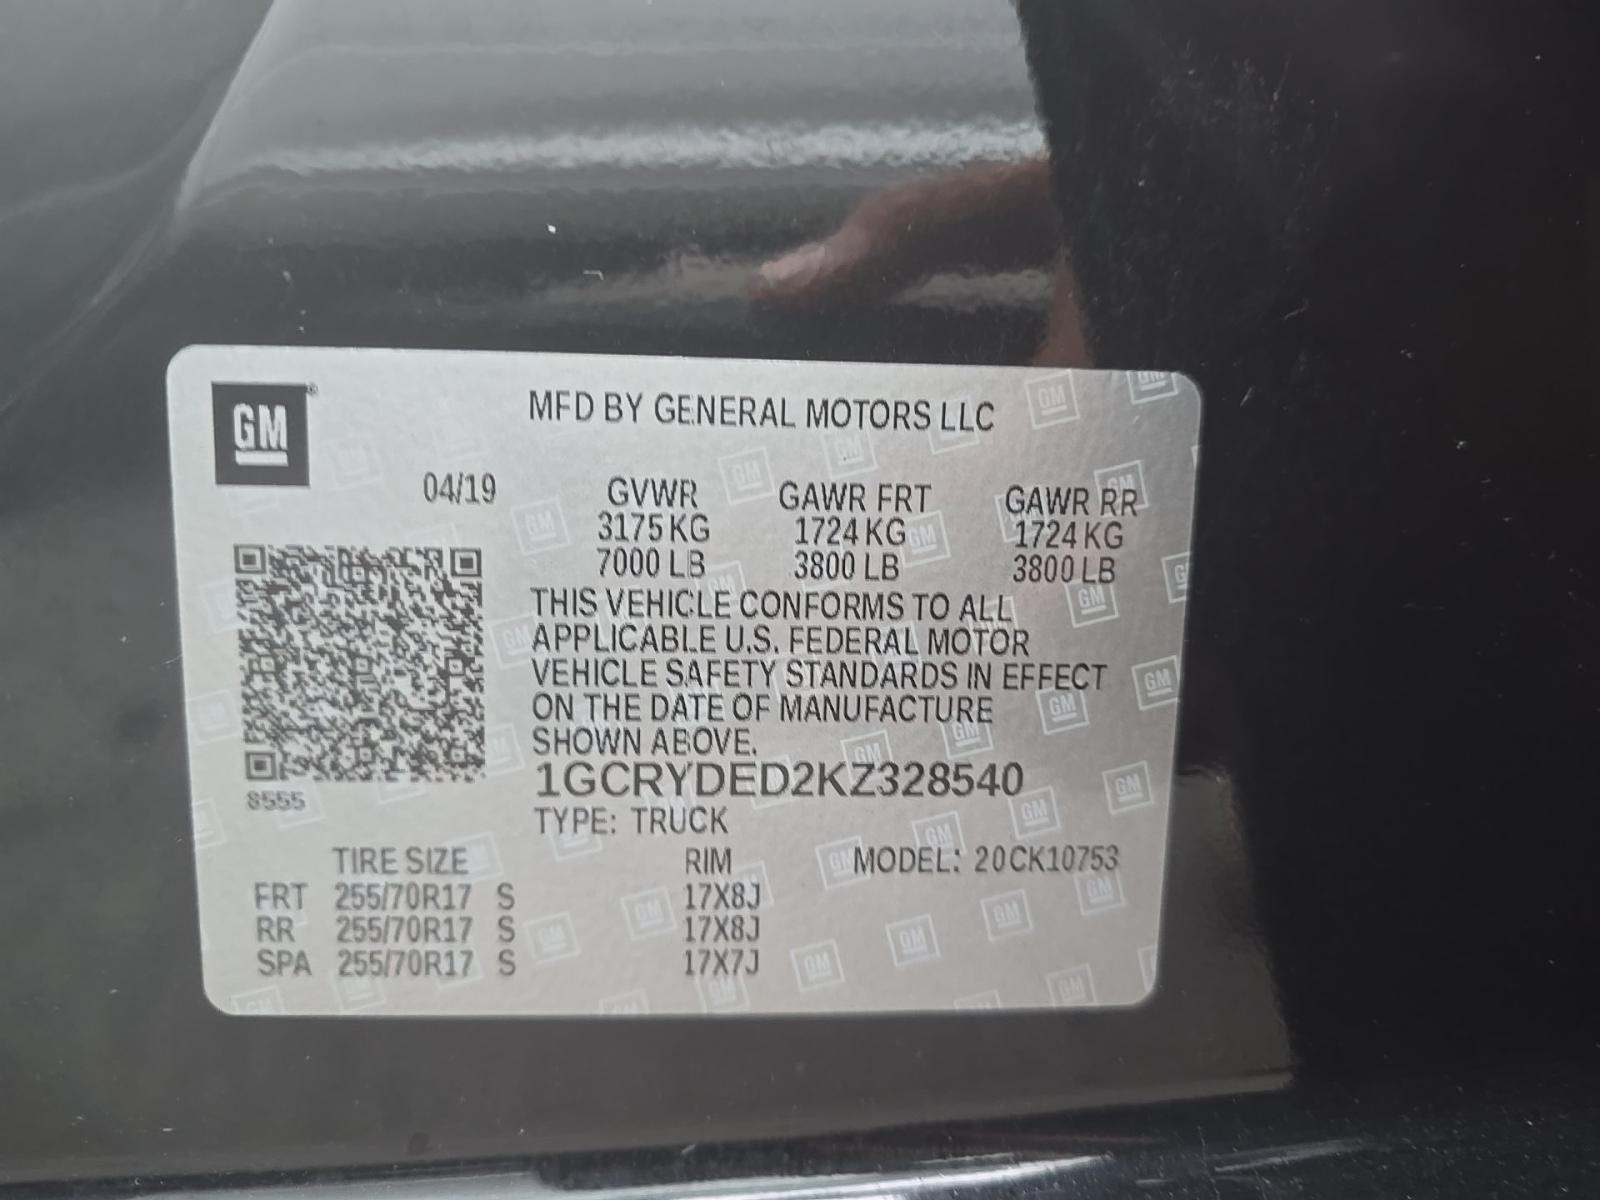 GM
MFD BY GENERAL MOTORS LLC
04/19 GVWR GAWR FRT GAWR RR
3175 KG 1724 KG 1724 KG
7000 LB 3800 LB 3800 LB
THIS VEHICLE CONFORMS TO ALL
APPLICABLE U.S. FEDERAL MOTOR
VEHICLE SAFETY STANDARDS IN EFFECT
ON THE DATE OF MANUFACTURE
SHOWN ABOVE.
1GCRYDED2KZ328540
8555
TYPE: TRUCK
TIRE SIZE RIM MODEL: 20CK10753
FRT 255/70R17 S 17X8J
RR 255/70R17 S 17X8J
SPA 255/70R17 S 17X7J